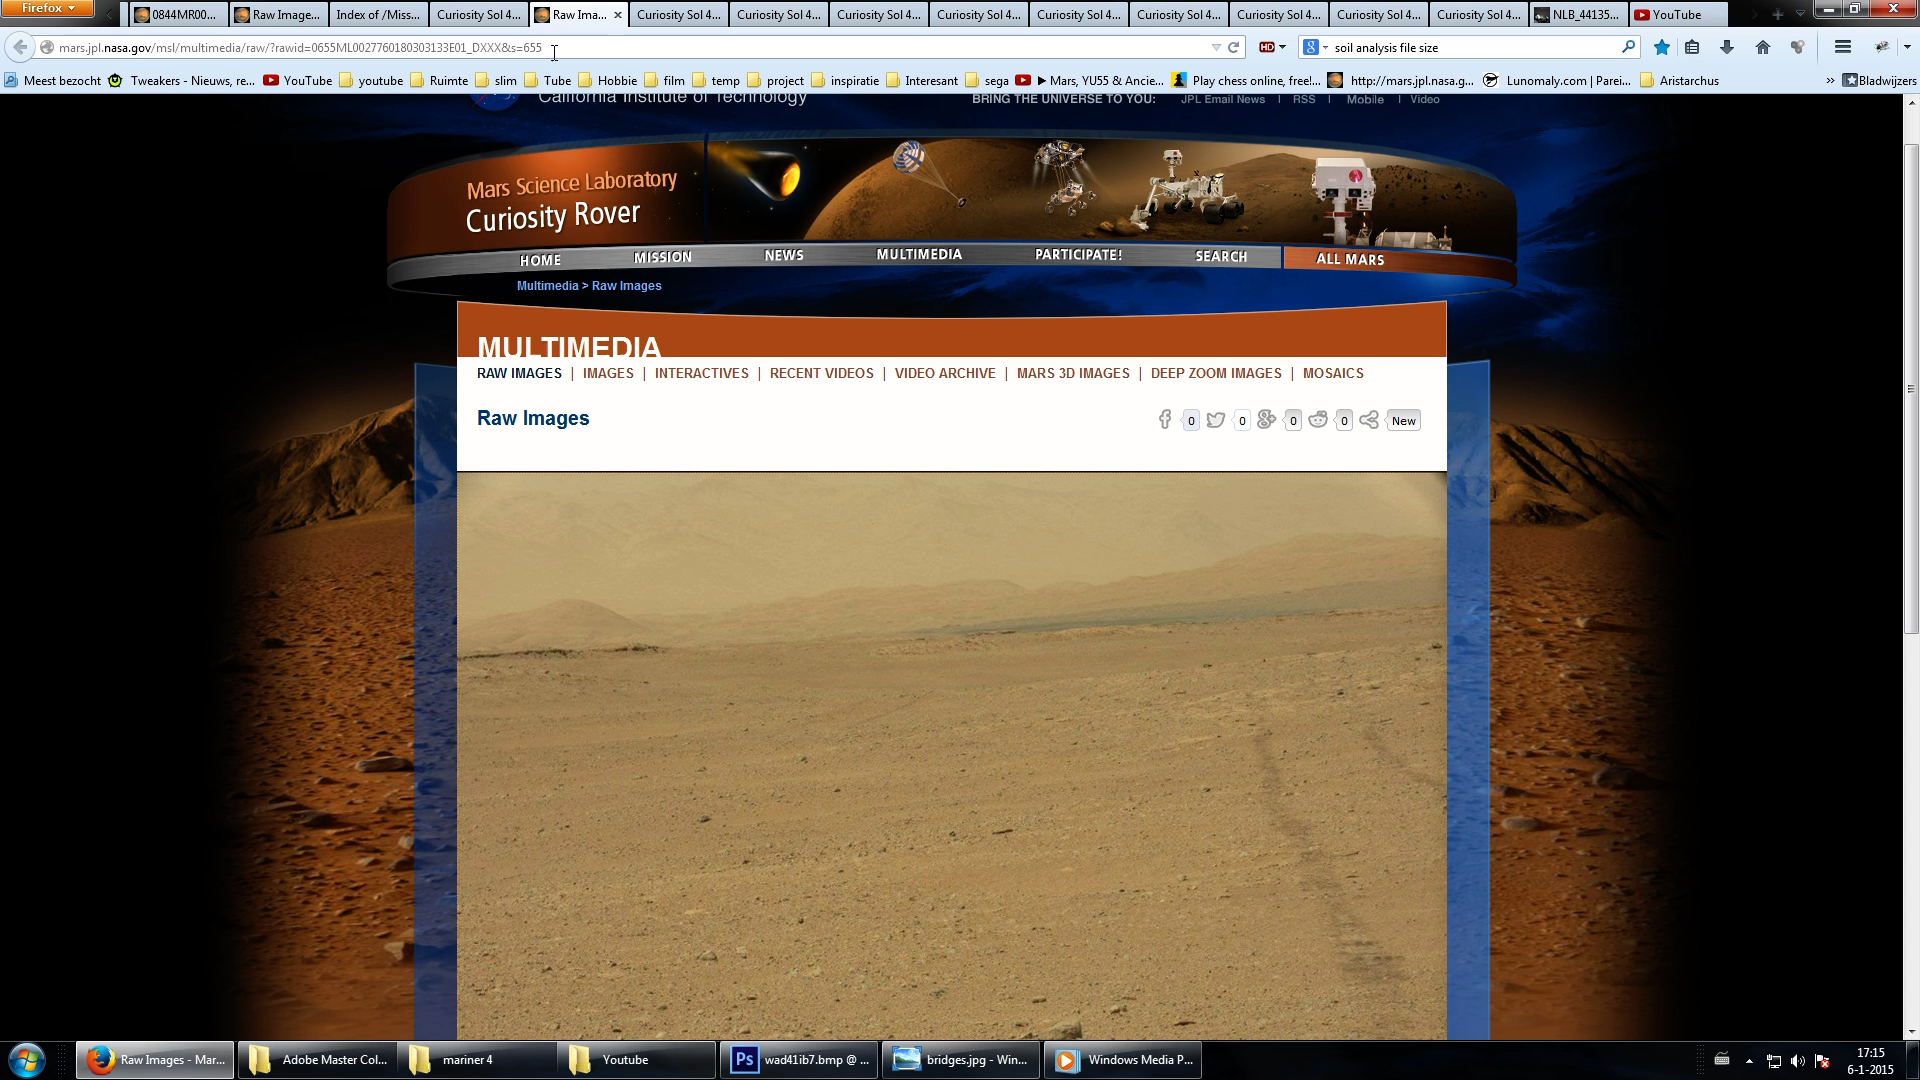 Firefox
0844MR00...
Raw Image...
Index of /Miss...
Curiosity Sol 4...
Raw Ima...
Curiosity Sol 4...
Curiosity Sol 4...
Curiosity Sol 4...
Curiosity Sol 4...
Curiosity Sol 4...
Curiosity Sol 4...
Curiosity Sol 4...
Curiosity Sol 4...
Curiosity Sol 4...
NLB_44135...
YouTube
mars.jpl.nasa.gov/msl/multimedia/raw/?rawid=0655ML0027760180303133E01_DXXX&s=655
HD
soil analysis file size
Meest bezocht
Tweakers - Nieuws, re...
YouTube
youtube
Ruimte
slim
Tube
Hobbie
film
temp
project
inspiratie
Interesant
sega
▶ Mars, YU55 & Ancie...
Play chess online, free!...
http://mars.jpl.nasa.g...
Lunomaly.com | Parei...
Aristarchus
»
Bladwijzers
California Institute of Technology
BRING THE UNIVERSE TO YOU: JPL Email News | RSS | Mobile | Video
Mars Science Laboratory
Curiosity Rover
HOME
MISSION
NEWS
MULTIMEDIA
PARTICIPATE!
SEARCH
ALL MARS
Multimedia > Raw Images
MULTIMEDIA
RAW IMAGES | IMAGES | INTERACTIVES | RECENT VIDEOS | VIDEO ARCHIVE | MARS 3D IMAGES | DEEP ZOOM IMAGES | MOSAICS
Raw Images
0
0
0
0
New
Raw Images - Mar...
Adobe Master Col...
mariner 4
Youtube
Ps
wad41ib7.bmp @ ...
bridges.jpg - Win...
Windows Media P...
17:15
6-1-2015